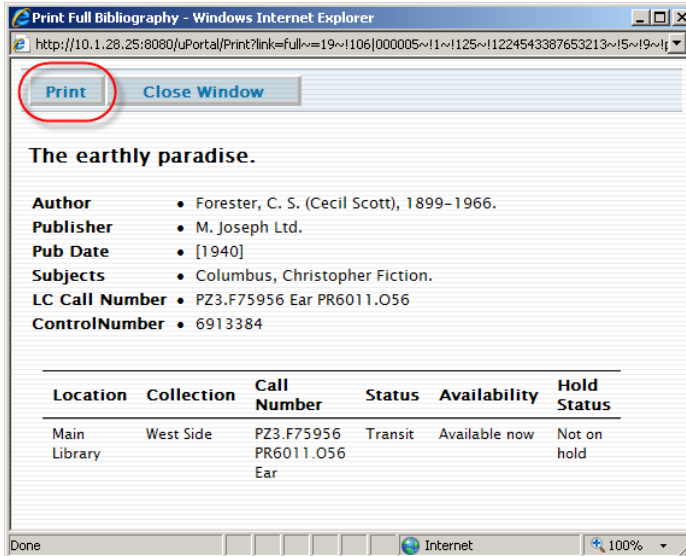 Print Full Bibliography - Windows Internet Explorer
http://10.1.28.25:8080/uPortal/Print?link=full~=19~!106|000005~!1~!125~!1224543387653213~!5~!9~!
Print Close Window
The earthly paradise.
Author • Forester, C. S. (Cecil Scott), 1899-1966.
Publisher • M. Joseph Ltd.
Pub Date • [1940]
Subjects • Columbus, Christopher Fiction.
LC Call Number • PZ3.F75956 Ear PR6011.O56
ControlNumber • 6913384
Location Collection Call Number Status Availability Hold Status
Main Library West Side PZ3.F75956 PR6011.O56 Ear Transit Available now Not on hold
Done Internet 100%